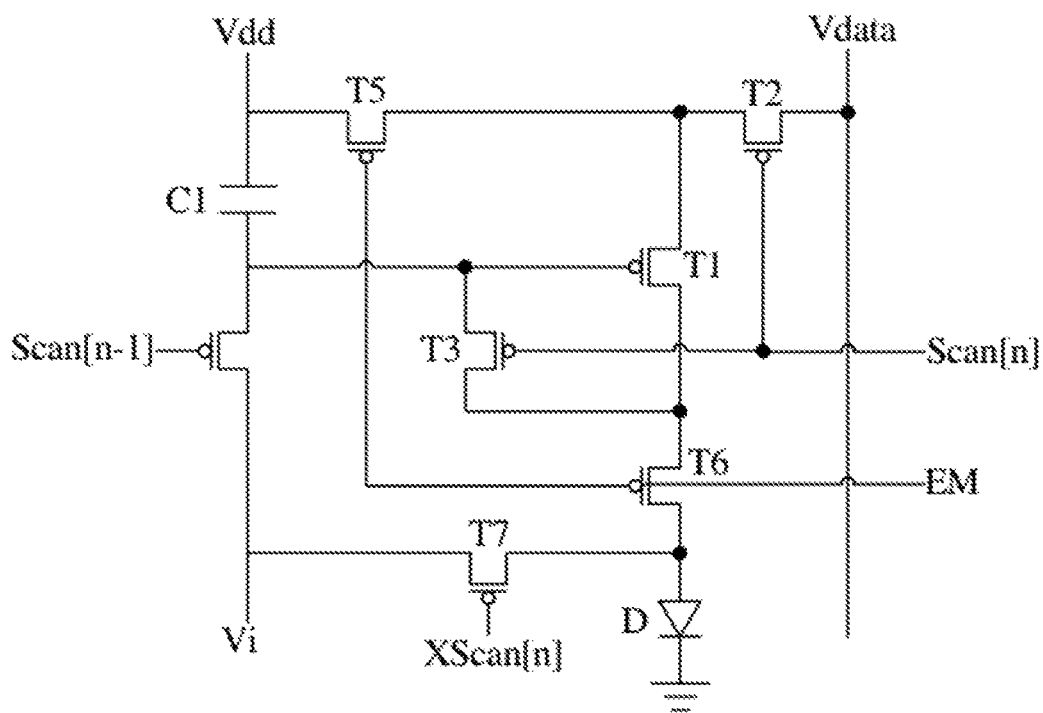 Vdd
Vdata
T5
T2
C1
T1
Scan[n-1]
T3
Scan[n]
T6
EM
T7
Vi
XScan[n]
D